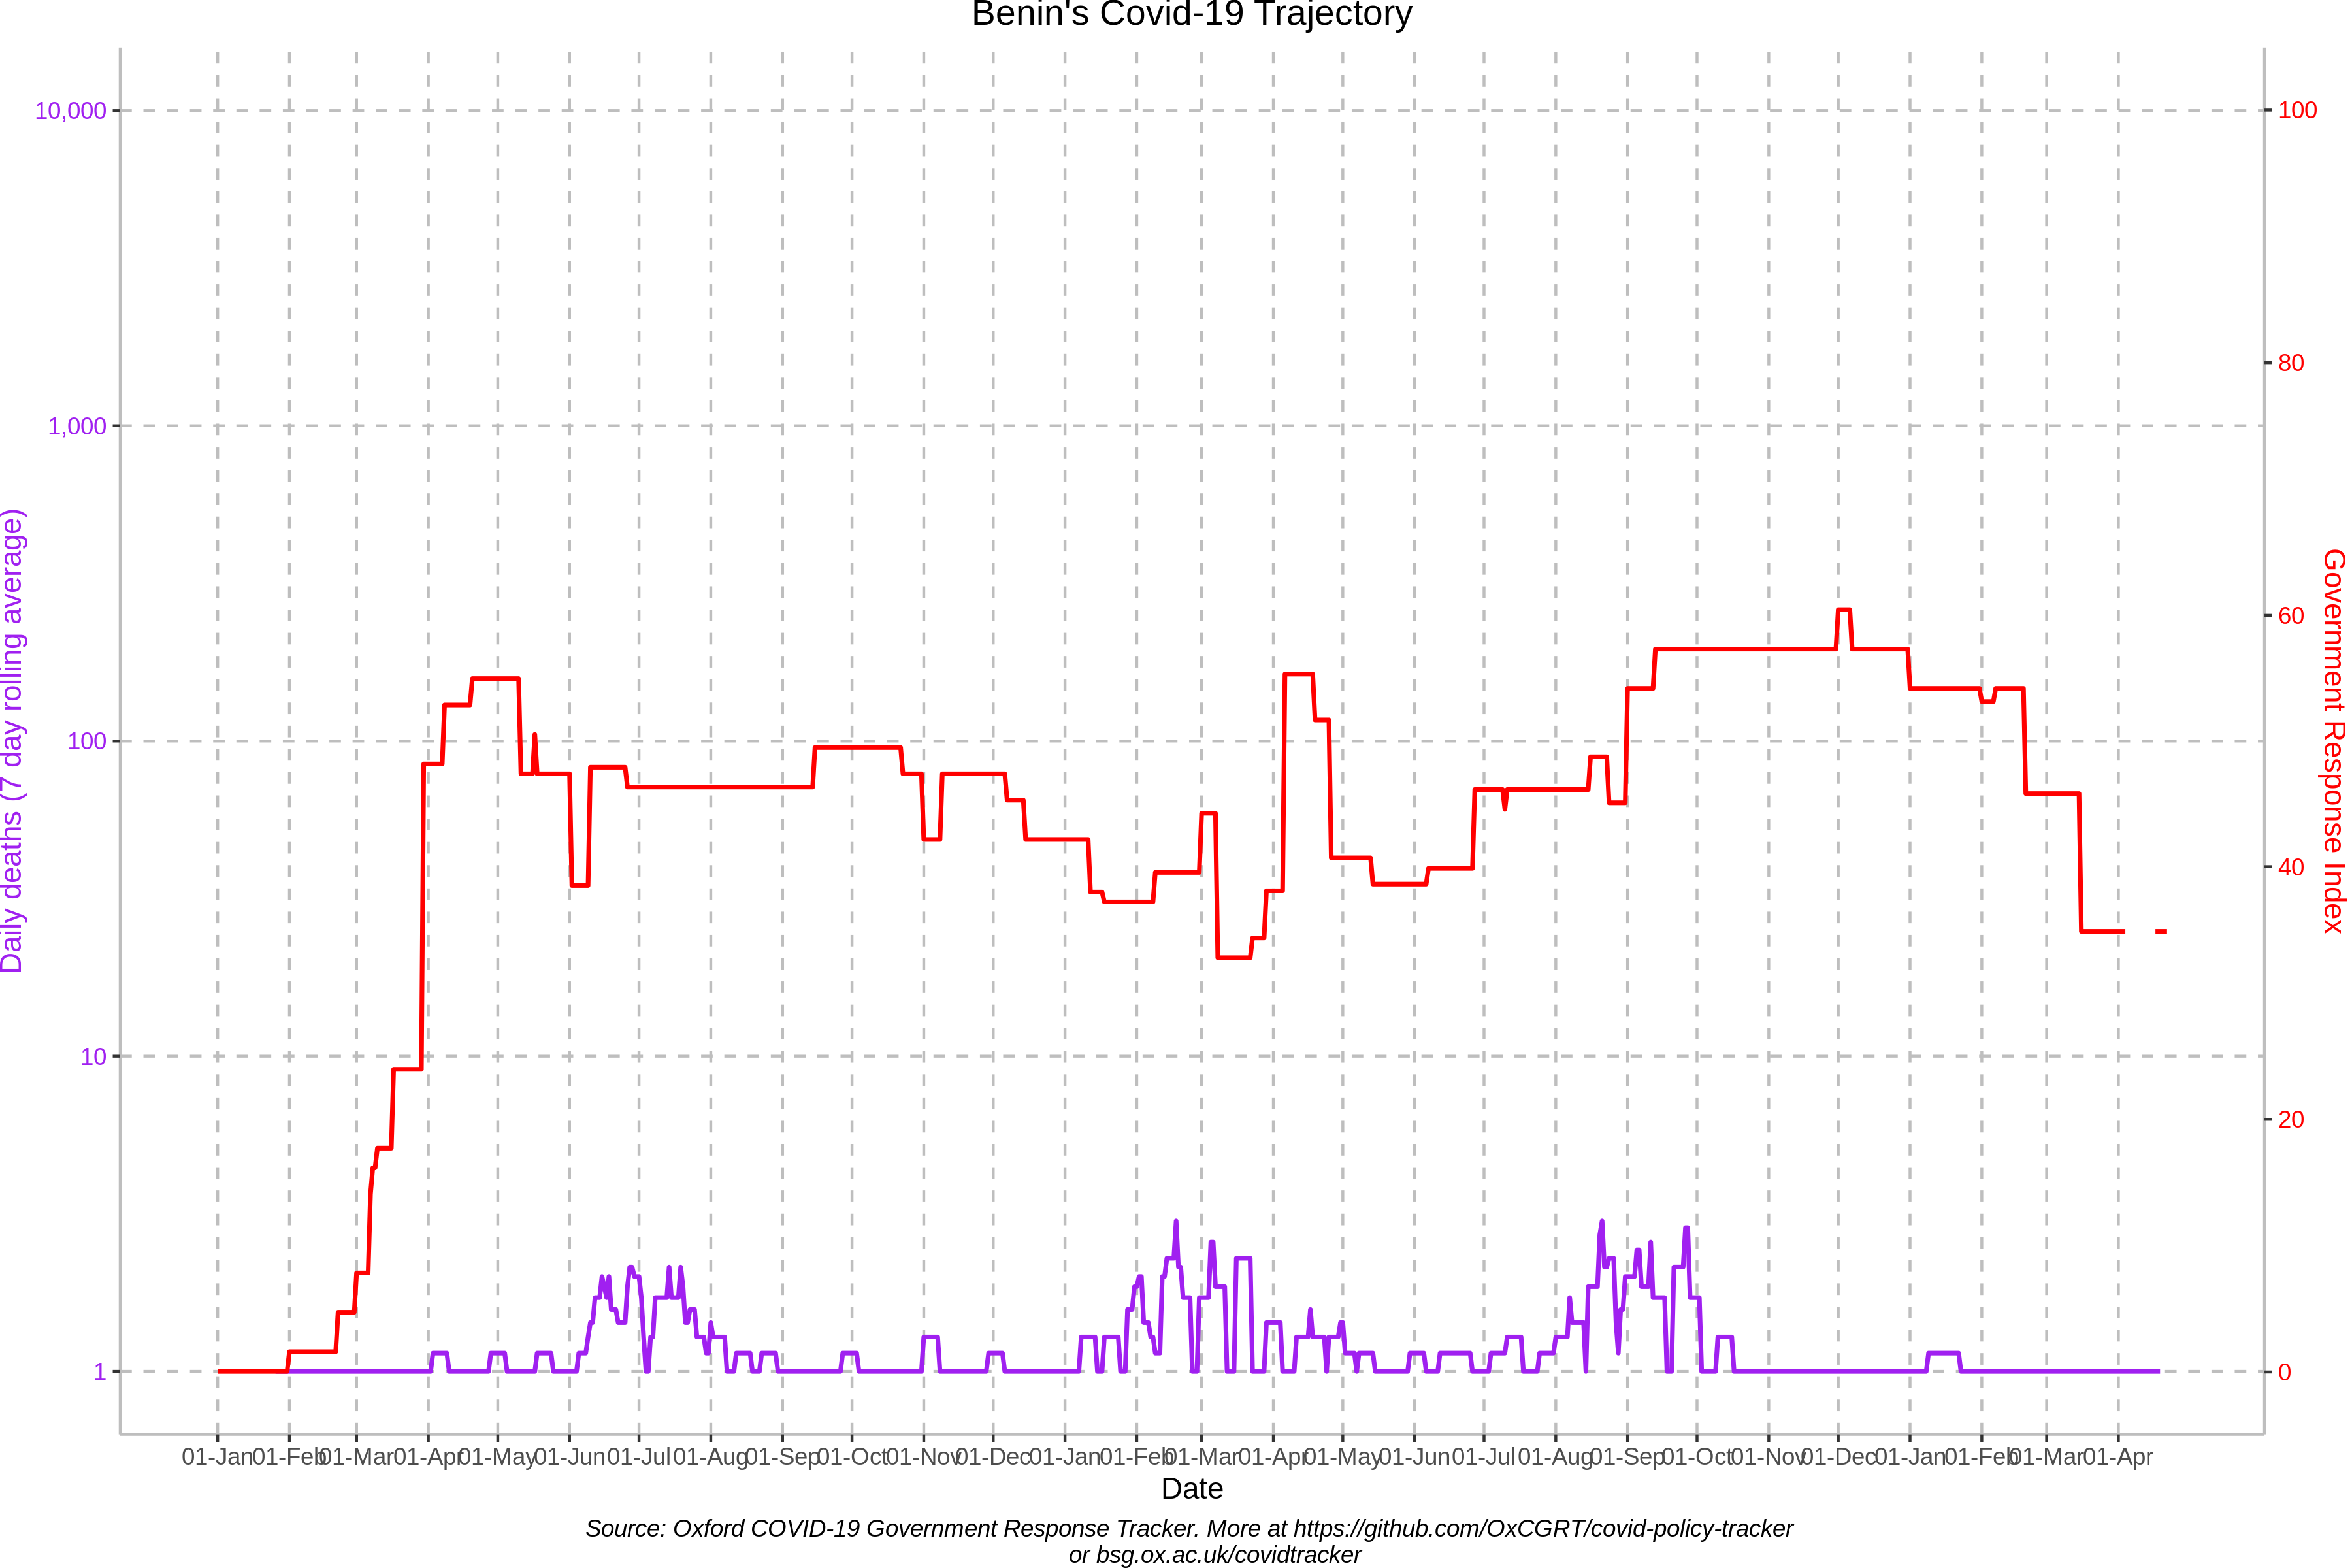 Benin's Covid-19 Trajectory
Daily deaths (7 day rolling average)
10,000
1,000
100
10
1
100
80
60
40
20
0
Government Response Index
01-Jan 01-Feb 01-Mar 01-Apr 01-May 01-Jun 01-Jul 01-Aug 01-Sep 01-Oct 01-Nov 01-Dec 01-Jan 01-Feb 01-Mar 01-Apr 01-May 01-Jun 01-Jul 01-Aug 01-Sep 01-Oct 01-Nov 01-Dec 01-Jan 01-Feb 01-Mar 01-Apr
Date
Source: Oxford COVID-19 Government Response Tracker. More at https://github.com/OxCGRT/covid-policy-tracker
or bsg.ox.ac.uk/covidtracker